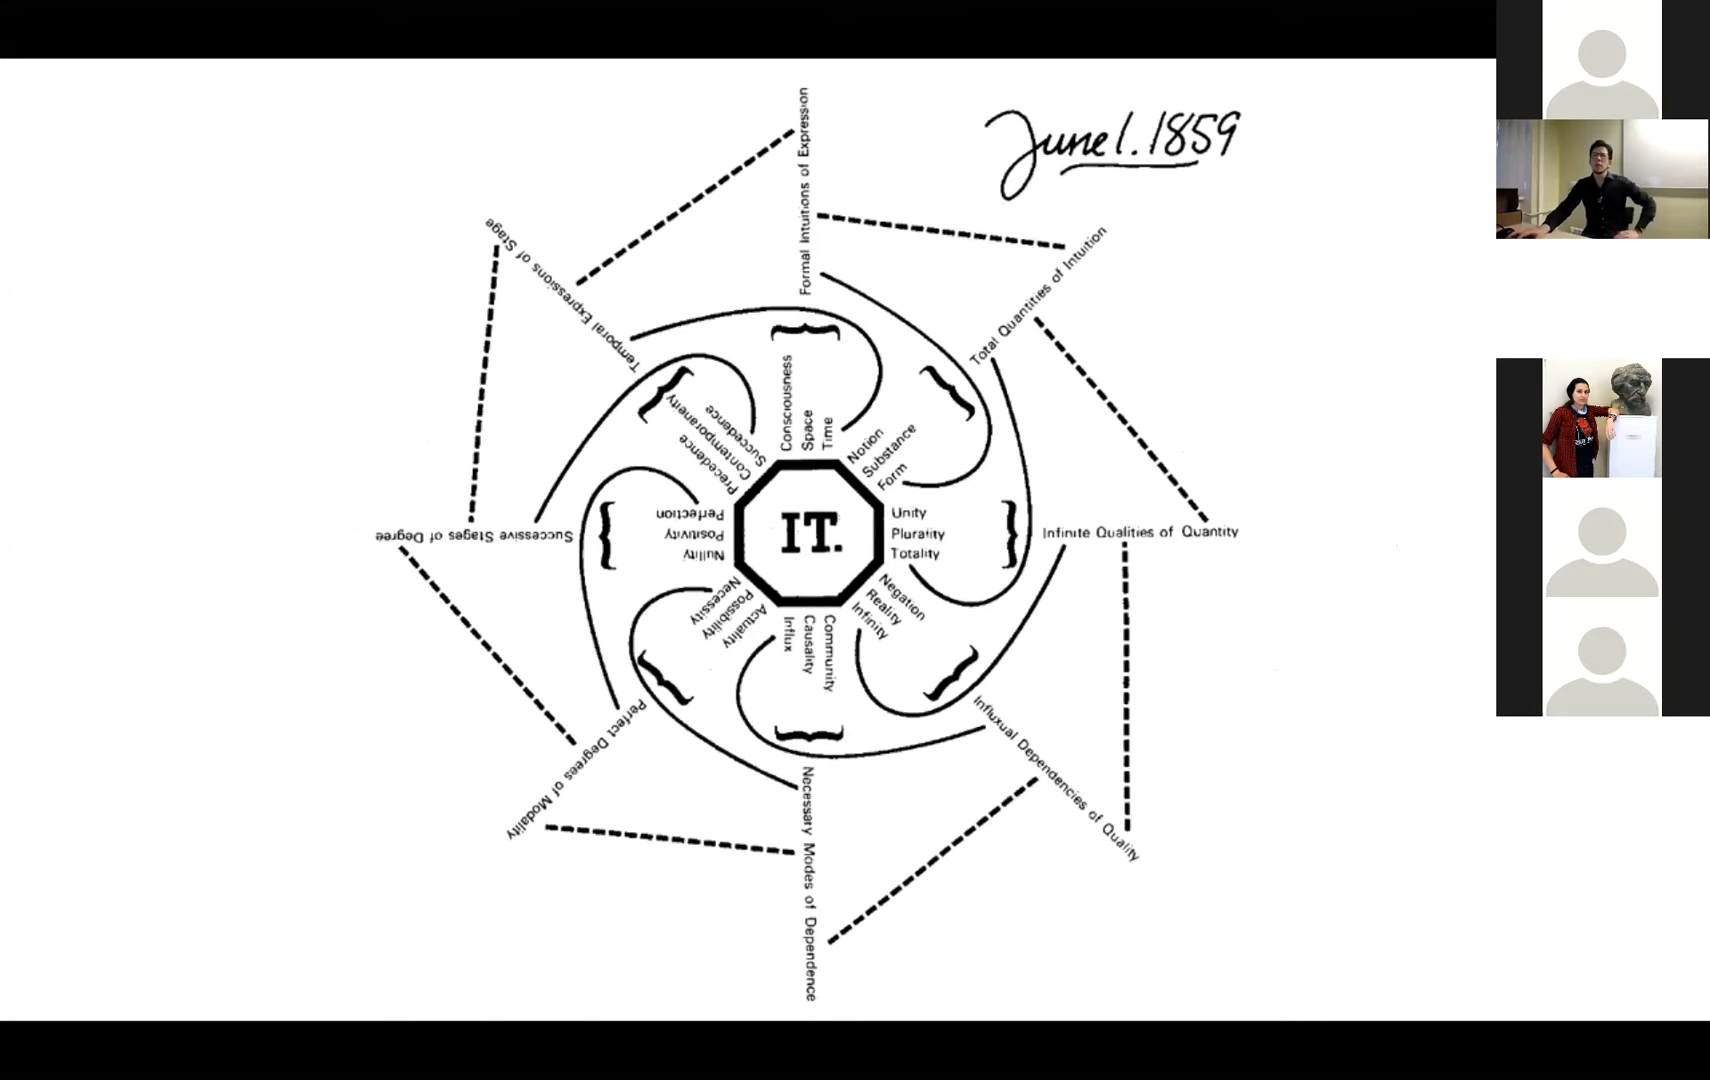 June 1. 1859
Formal Intuitions of Expression
Consciousness
Space
Time
Total Quantities of Intuition
Notion
Substance
Form
Infinite Qualities of Quantity
Unity
Plurality
Totality
Influxual Dependencies of Quality
Negation
Reality
Infinity
Necessary Modes of Dependence
Community
Causality
Influx
Perfect Degrees of Modality
Actuality
Possibility
Necessity
Successive Stages of Degree
Nullity
Positivity
Perfection
Temporal Expressions of Stage
Precedence
Contemporaneity
Succedence
IT.